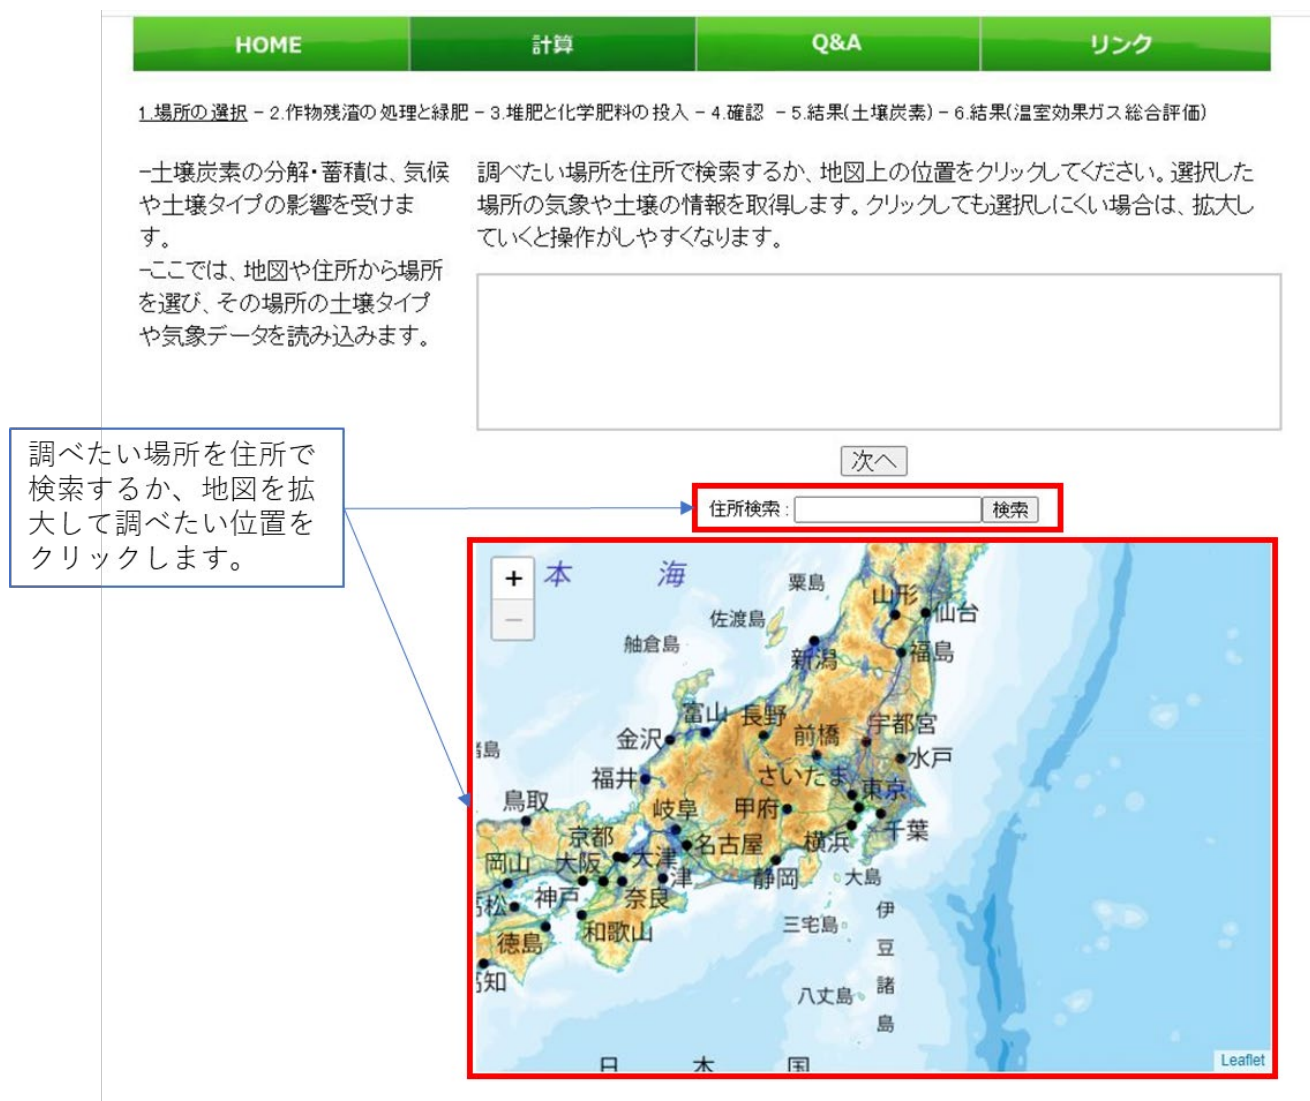 HOME 計算 Q&A リンク
1.場所の選択 － 2.作物残渣の処理と緑肥 － 3.堆肥と化学肥料の投入 － 4.確認 － 5.結果(土壌炭素) － 6.結果(温室効果ガス総合評価)
−土壌炭素の分解・蓄積は、気候
や土壌タイプの影響を受けま
す。
−ここでは、地図や住所から場所
を選び、その場所の土壌タイプ
や気象データを読み込みます。
調べたい場所を住所で検索するか、地図上の位置をクリックしてください。選択した
場所の気象や土壌の情報を取得します。クリックしても選択しにくい場合は、拡大し
ていくと操作がしやすくなります。
調べたい場所を住所で
検索するか、地図を拡
大して調べたい位置を
クリックします。
次へ
住所検索 : 検索
+ 本 海
−
粟島
山形
仙台
佐渡島
舳倉島
新潟
福島
富山
長野
金沢
前橋
宇都宮
水戸
福井
さいたま
東京
鳥取
岐阜
甲府
横浜
千葉
京都
名古屋
岡山
大阪
大津
津
静岡
大島
神戸
奈良
和歌山
徳島
三宅島
伊豆諸島
八丈島
日 本 国
Leaflet